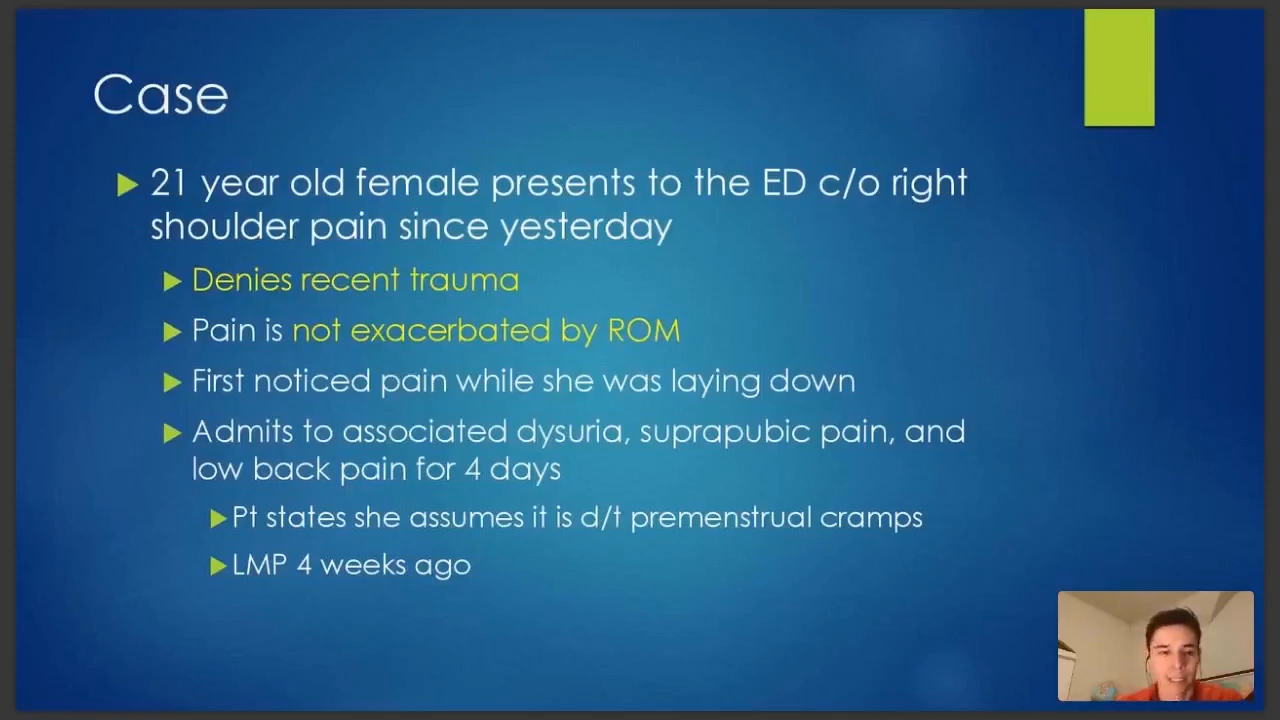 Case
21 year old female presents to the ED c/o right
shoulder pain since yesterday
Denies recent trauma
Pain is not exacerbated by ROM
First noticed pain while she was laying down
Admits to associated dysuria, suprapubic pain, and
low back pain for 4 days
Pt states she assumes it is d/t premenstrual cramps
LMP 4 weeks ago